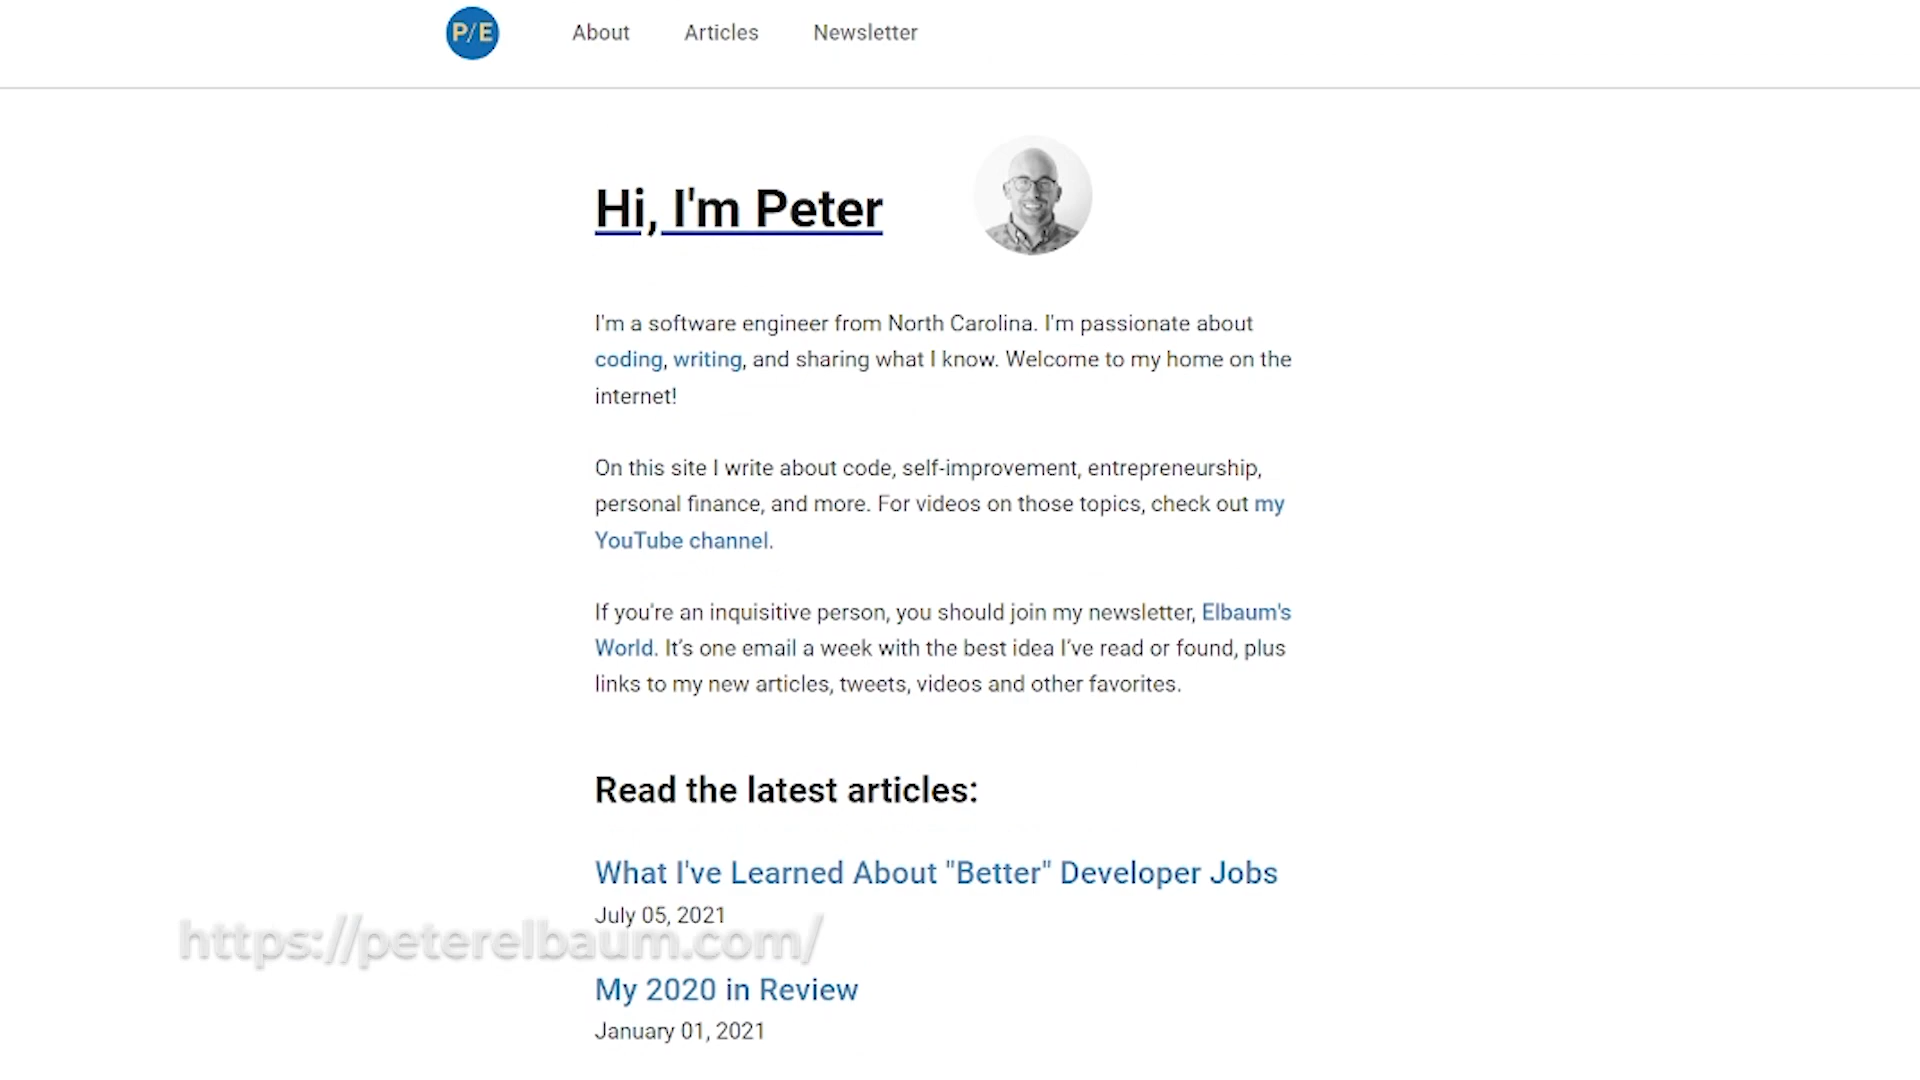 P/E
About
Articles
Newsletter
Hi, I'm Peter
I'm a software engineer from North Carolina. I'm passionate about
coding, writing, and sharing what I know. Welcome to my home on the
internet!
On this site I write about code, self-improvement, entrepreneurship,
personal finance, and more. For videos on those topics, check out my
YouTube channel.
If you're an inquisitive person, you should join my newsletter, Elbaum's
World. It’s one email a week with the best idea I’ve read or found, plus
links to my new articles, tweets, videos and other favorites.
Read the latest articles:
What I've Learned About "Better" Developer Jobs
July 05, 2021
https://peterelbaum.com/
My 2020 in Review
January 01, 2021